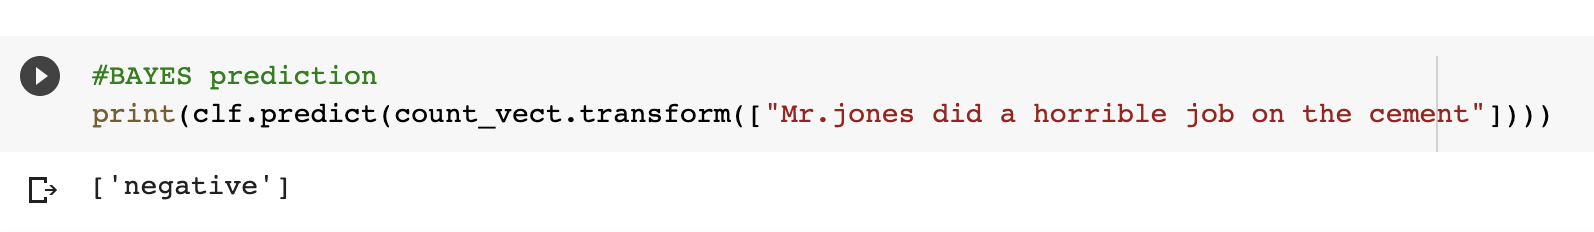 #BAYES prediction
print(clf.predict(count_vect.transform(["Mr.jones did a horrible job on the cement"])))
['negative']